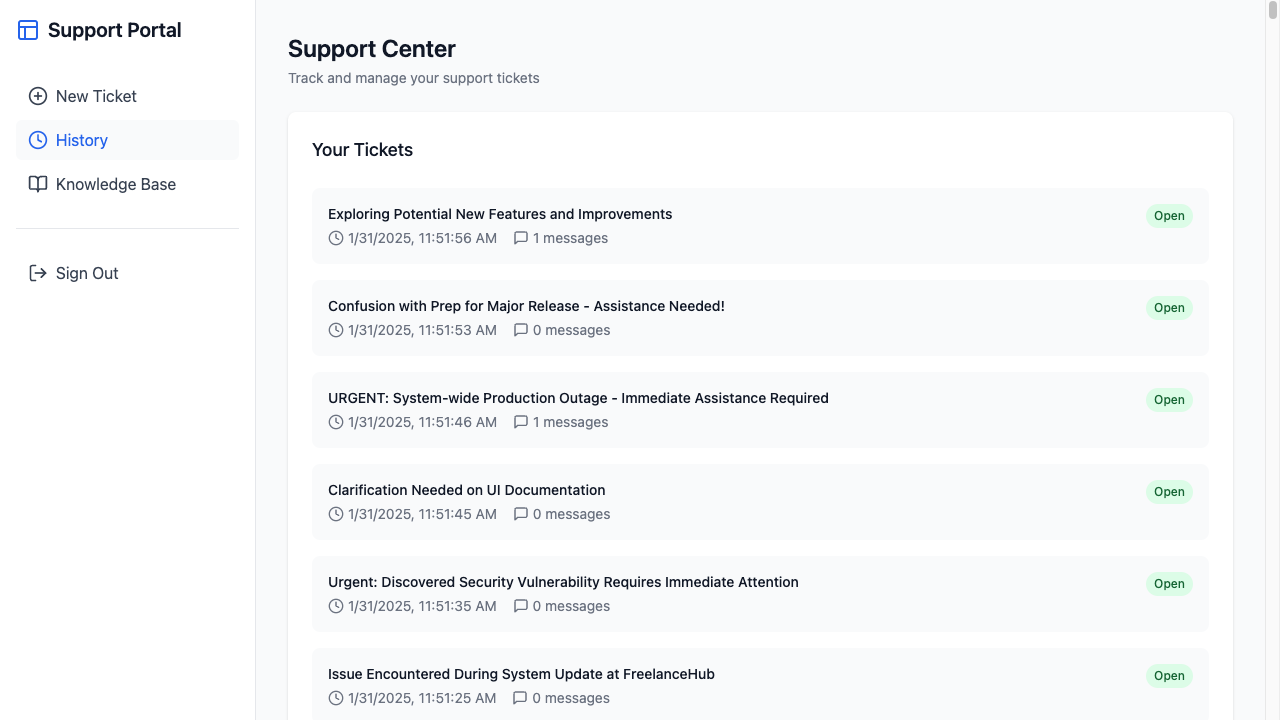 Support Portal
New Ticket
History
Knowledge Base
Sign Out
Support Center
Track and manage your support tickets
Your Tickets
Exploring Potential New Features and Improvements
Open
1/31/2025, 11:51:56 AM 1 messages
Confusion with Prep for Major Release - Assistance Needed!
Open
1/31/2025, 11:51:53 AM 0 messages
URGENT: System-wide Production Outage - Immediate Assistance Required
Open
1/31/2025, 11:51:46 AM 1 messages
Clarification Needed on UI Documentation
Open
1/31/2025, 11:51:45 AM 0 messages
Urgent: Discovered Security Vulnerability Requires Immediate Attention
Open
1/31/2025, 11:51:35 AM 0 messages
Issue Encountered During System Update at FreelanceHub
Open
1/31/2025, 11:51:25 AM 0 messages